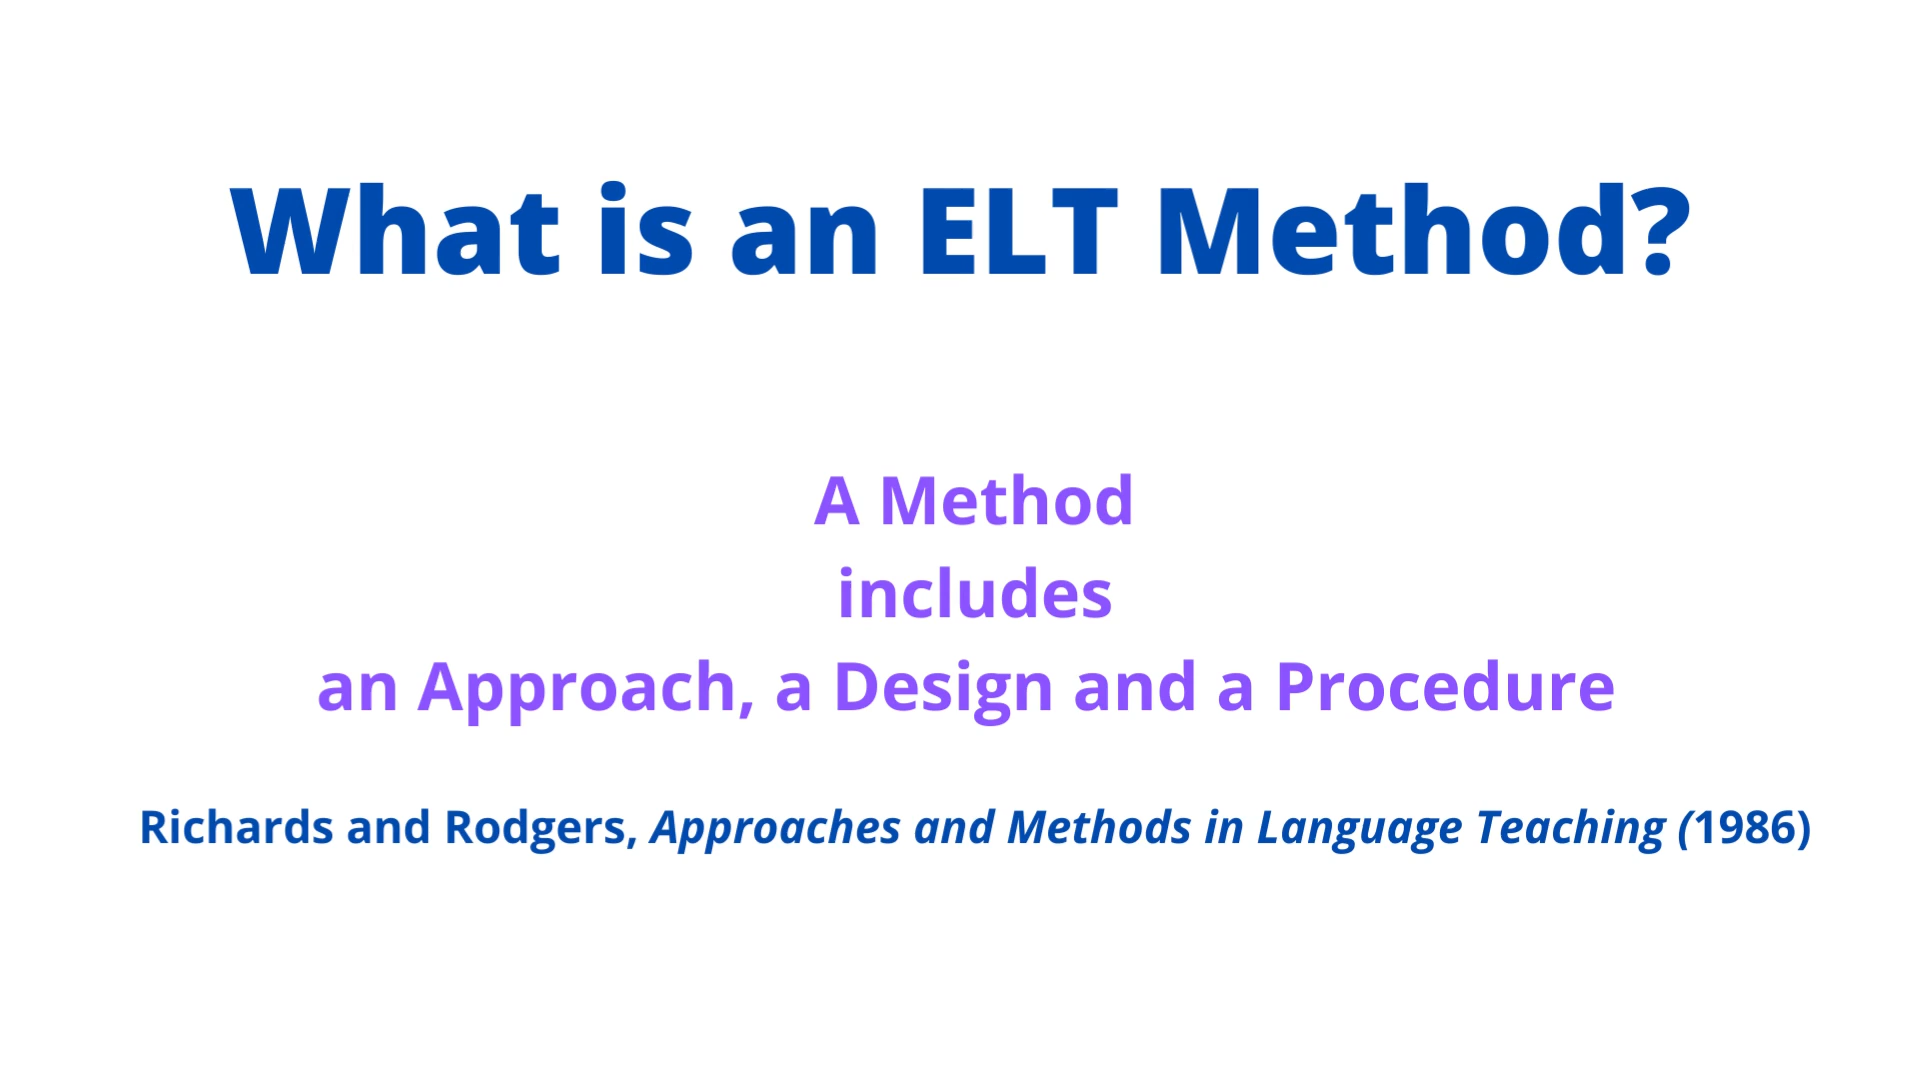 What is an ELT Method?
A Method
includes
an Approach, a Design and a Procedure
Richards and Rodgers, Approaches and Methods in Language Teaching (1986)